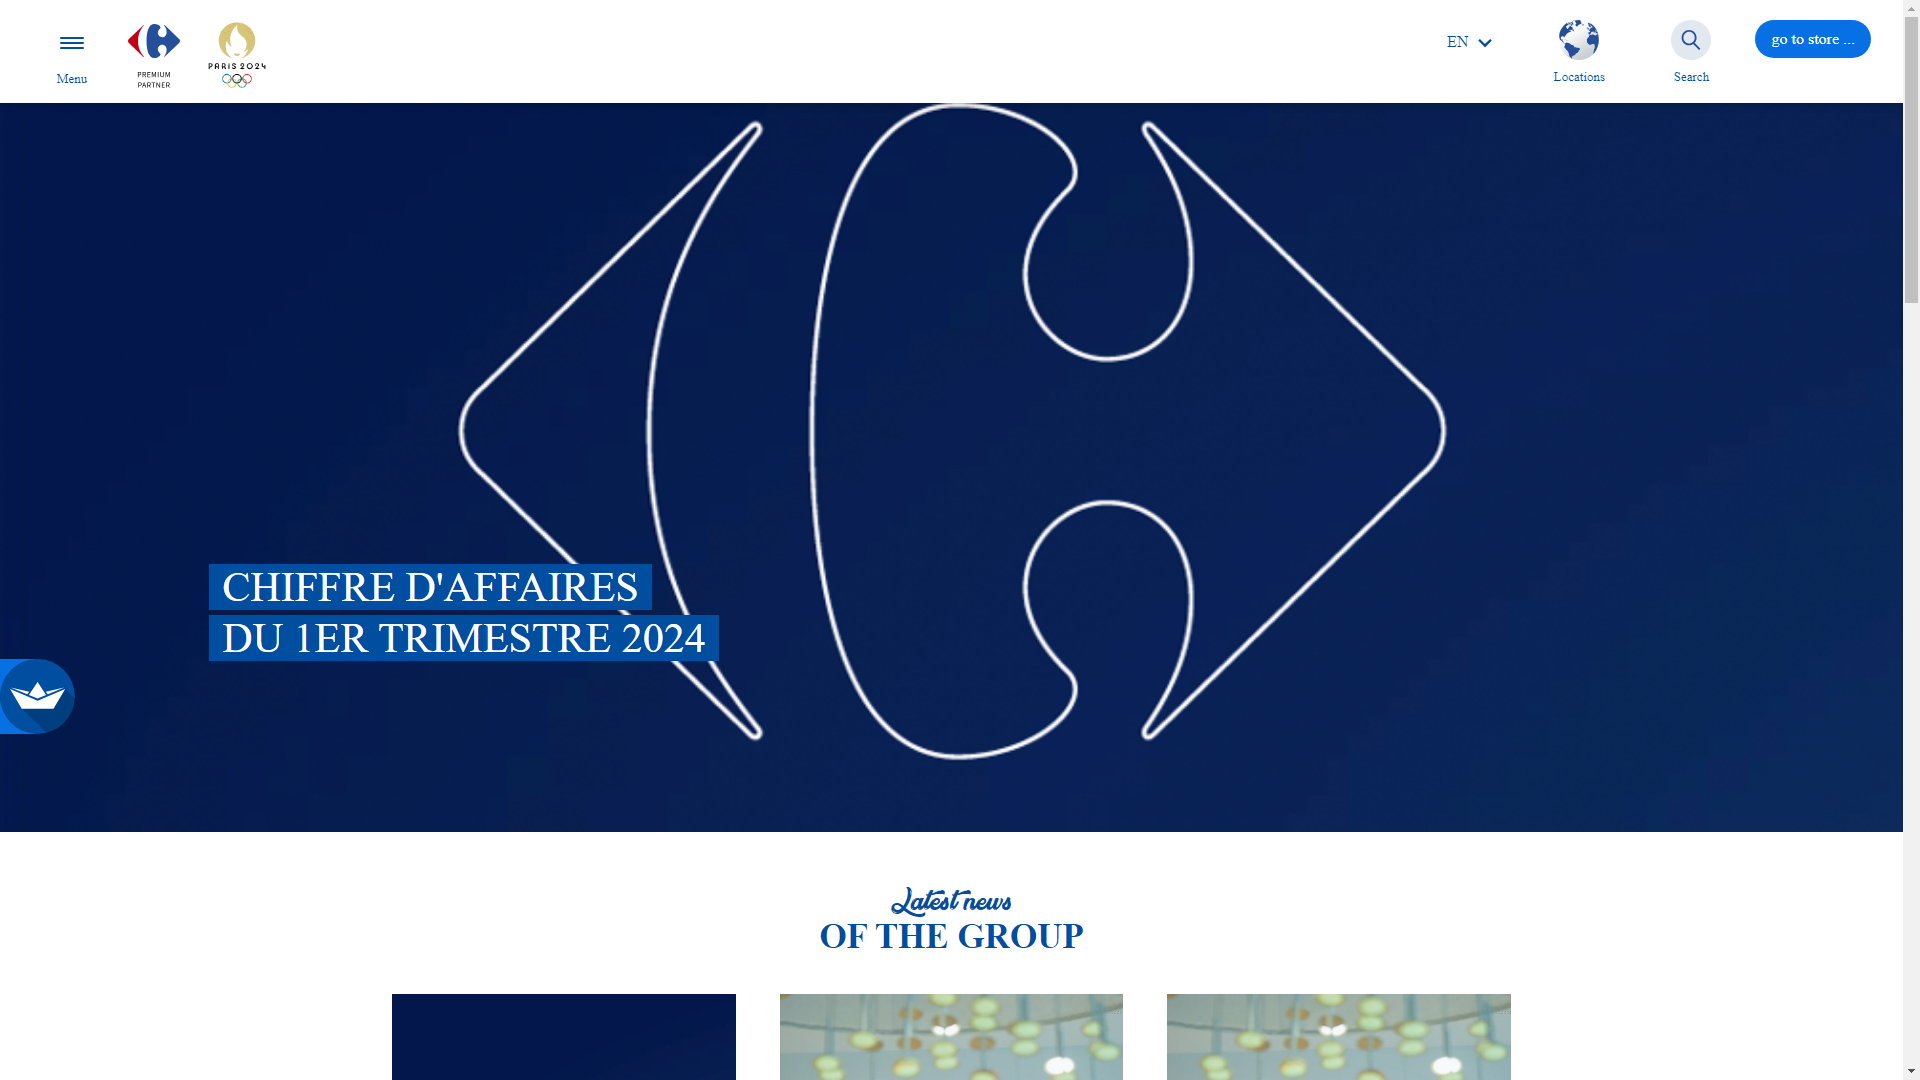 Menu
PREMIUM
PARTNER
PARIS 2024
EN
Locations
Search
go to store ...
CHIFFRE D'AFFAIRES
DU 1ER TRIMESTRE 2024
Latest news
OF THE GROUP